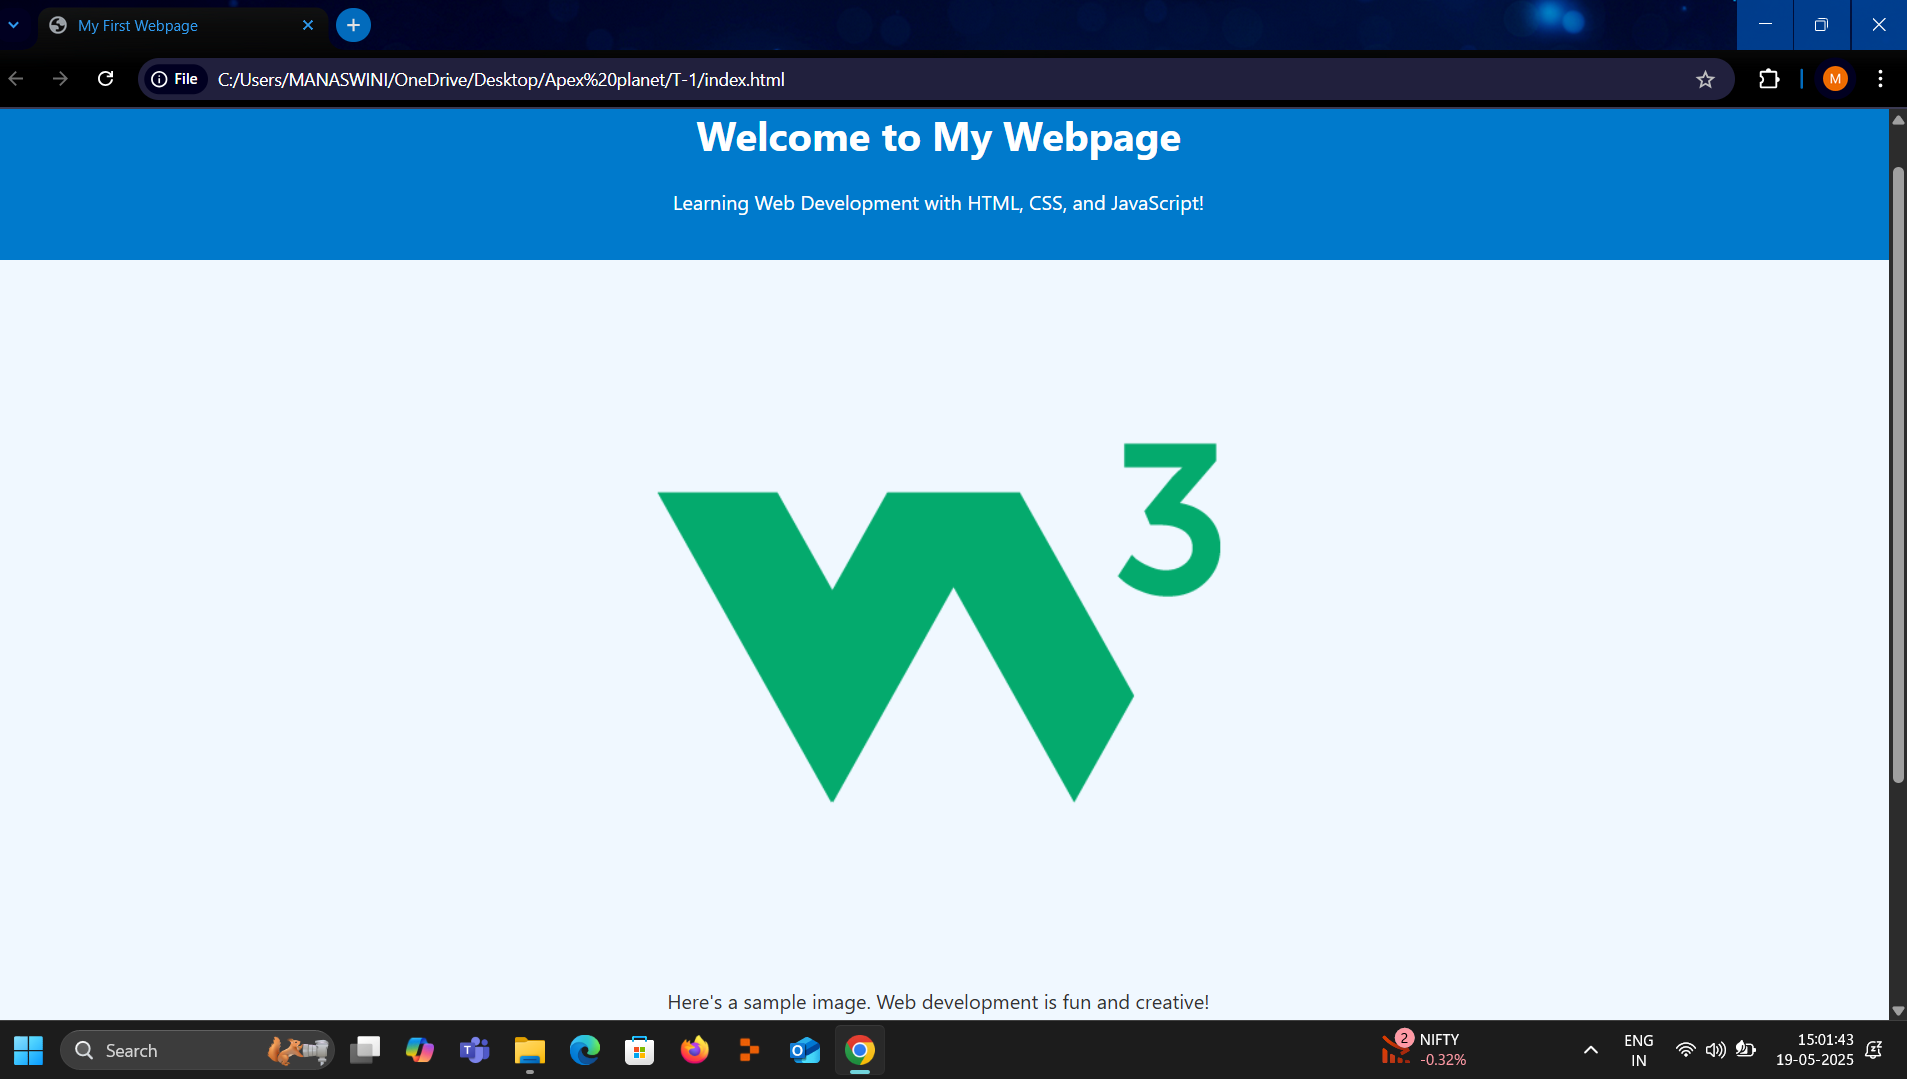 My First Webpage
File C:/Users/MANASWINI/OneDrive/Desktop/Apex%20planet/T-1/index.html
M
Welcome to My Webpage
Learning Web Development with HTML, CSS, and JavaScript!
W3
Here's a sample image. Web development is fun and creative!
Search
2 NIFTY
-0.32%
ENG
IN
15:01:43
19-05-2025